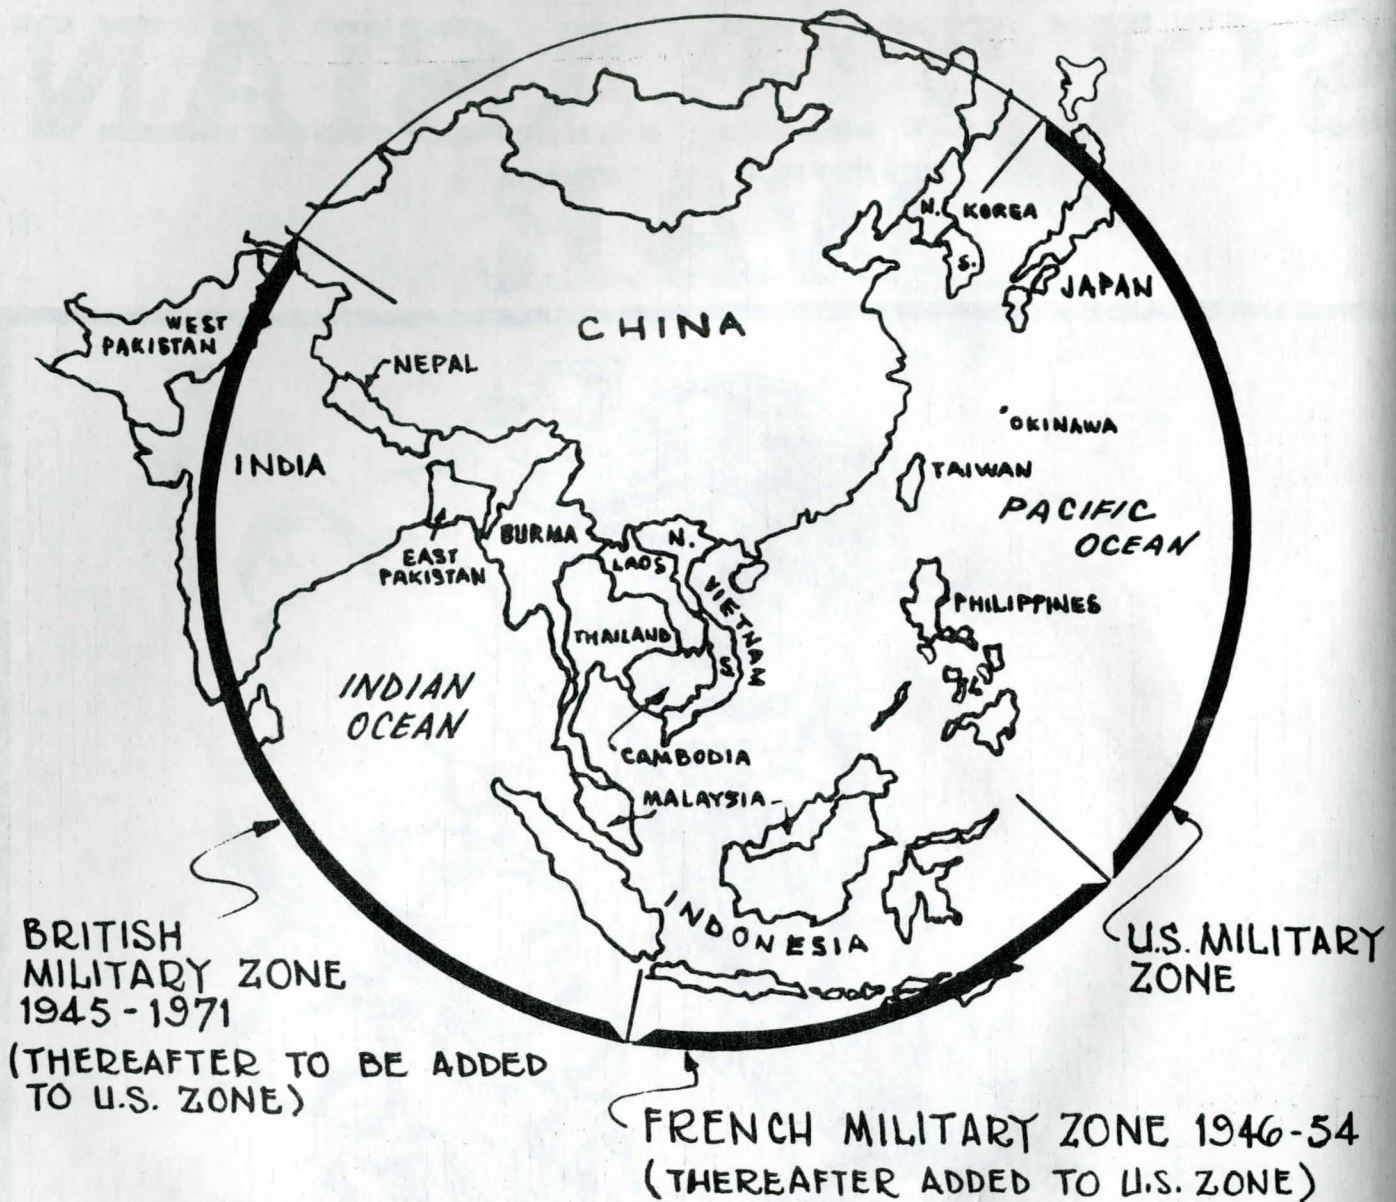 N. KOREA
S.
JAPAN
WEST
PAKISTAN
CHINA
NEPAL
OKINAWA
INDIA
TAIWAN
PACIFIC
OCEAN
BURMA
N.
LAOS
EAST
PAKISTAN
VIETNAM
PHILIPPINES
THAILAND
S
INDIAN
OCEAN
CAMBODIA
MALAYSIA
INDONESIA
BRITISH
MILITARY ZONE
1945-1971
(THEREAFTER TO BE ADDED
TO U.S. ZONE)
U.S. MILITARY
ZONE
FRENCH MILITARY ZONE 1946-54
(THEREAFTER ADDED TO U.S. ZONE)